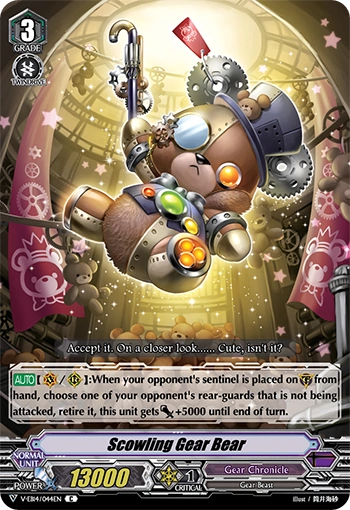 3
GRADE
TWINDRIVE
Accept it. On a closer look...... Cute, isn't it?
AUTO[ / ]:When your opponent's sentinel is placed on from
hand, choose one of your opponent's rear-guards that is not being
attacked, retire it, this unit gets +5000 until end of turn.
Scowling Gear Bear
NORMAL
UNIT
POWER
13000
1
CRITICAL
Gear Chronicle
Gear Beast
V-EB14/044EN C
Illust / 筒井海砂